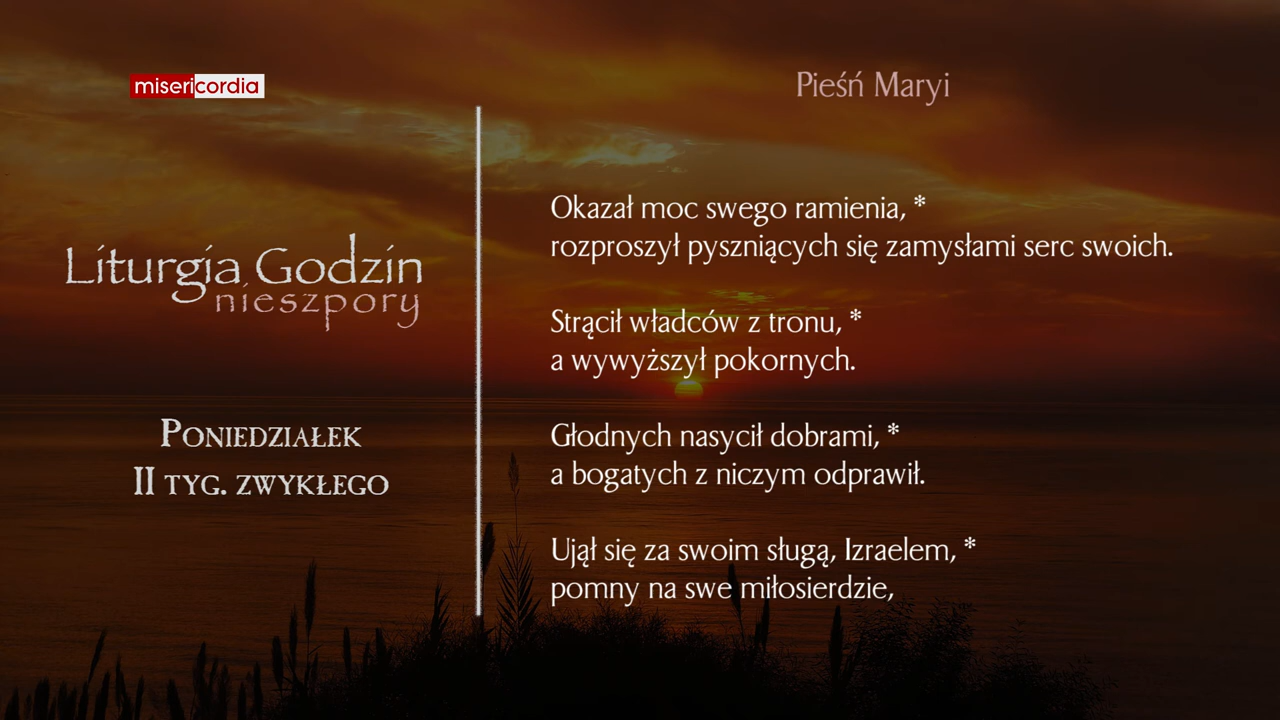 misericordia
Liturgia Godzin
nieszpory
Poniedziałek
II tyg. zwykłego
Pieśń Maryi
Okazał moc swego ramienia, *
rozproszył pyszniących się zamysłami serc swoich.
Strącił władców z tronu, *
a wywyższył pokornych.
Głodnych nasycił dobrami, *
a bogatych z niczym odprawił.
Ujął się za swoim sługą, Izraelem, *
pomny na swe miłosierdzie,